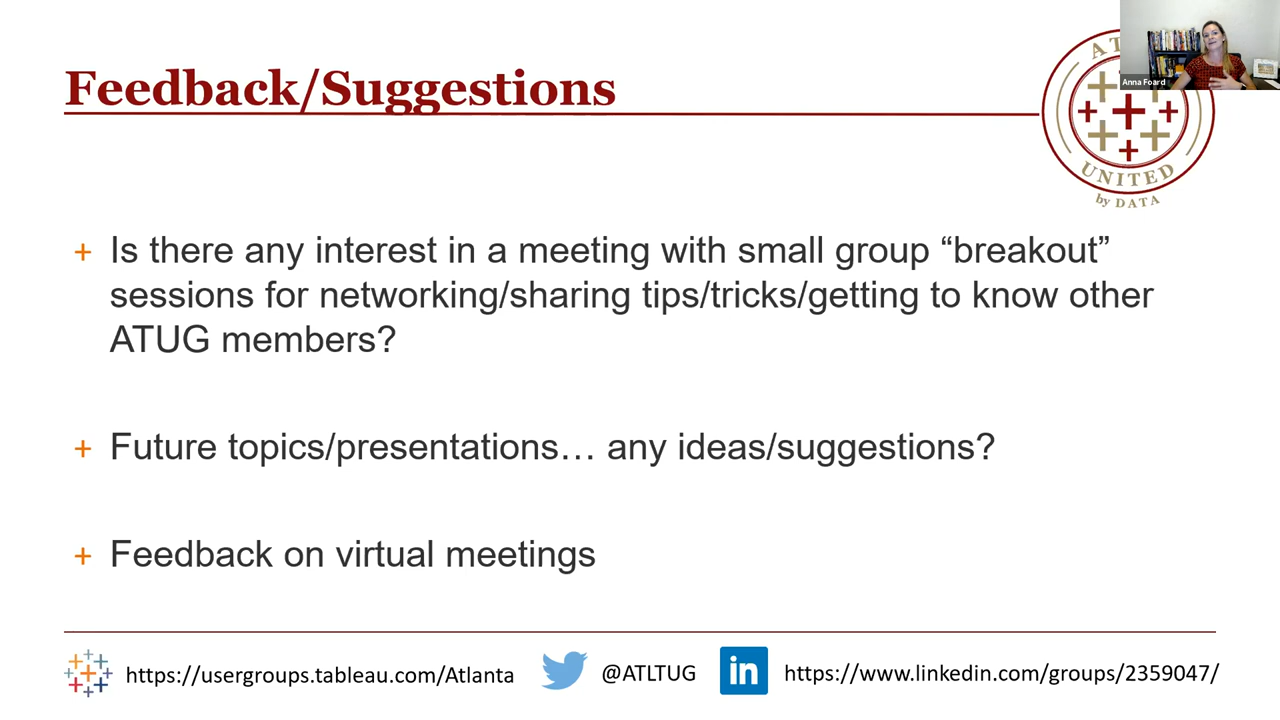 Feedback/Suggestions
Anna Foard
AT
UNITED
by DATA
+ Is there any interest in a meeting with small group “breakout”
sessions for networking/sharing tips/tricks/getting to know other
ATUG members?
+ Future topics/presentations… any ideas/suggestions?
+ Feedback on virtual meetings
https://usergroups.tableau.com/Atlanta
@ATLTUG
in
https://www.linkedin.com/groups/2359047/